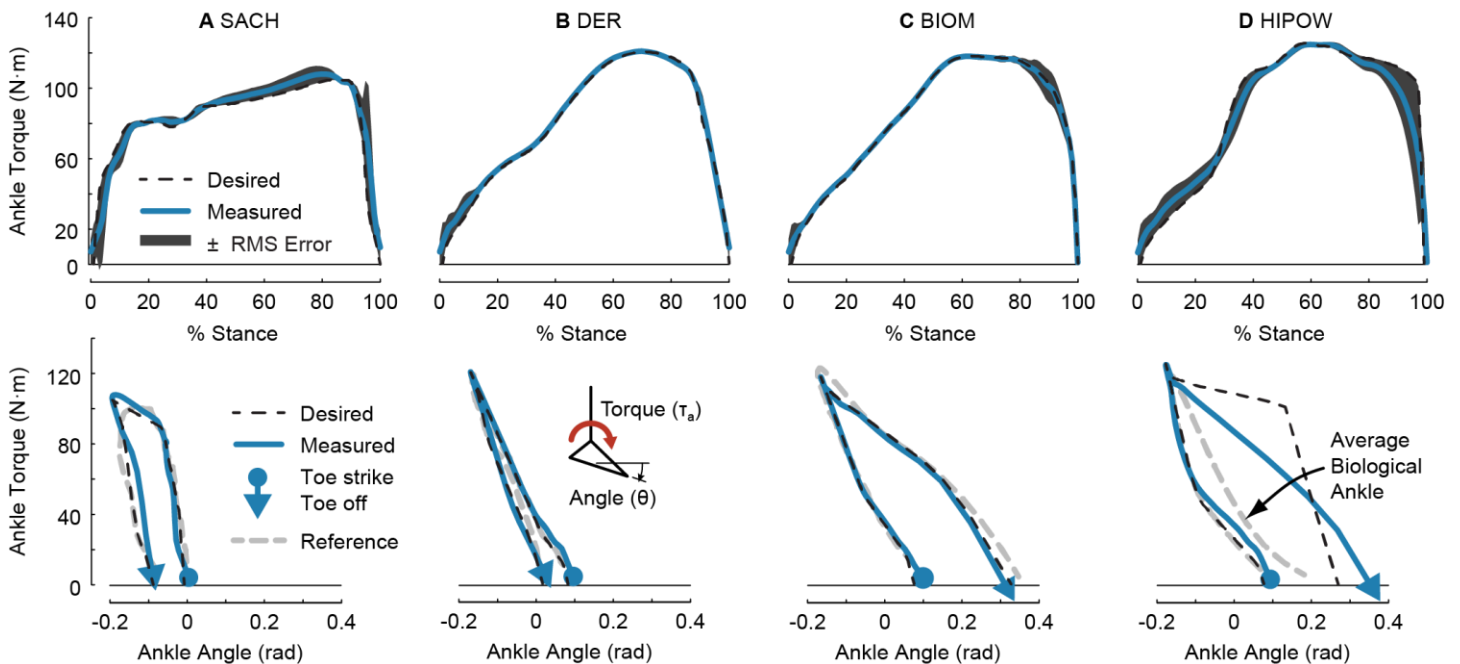 A SACH
B DER
C BIOM
D HIPOW
Ankle Torque (N·m)
140
100
60
20
0
Desired
Measured
± RMS Error
0 20 40 60 80 100
% Stance
0 20 40 60 80 100
% Stance
0 20 40 60 80 100
% Stance
0 20 40 60 80 100
% Stance
Ankle Torque (N·m)
120
80
40
0
Desired
Measured
Toe strike
Toe off
Reference
Torque (τa)
Angle (θ)
Average
Biological
Ankle
-0.2 0 0.2 0.4
Ankle Angle (rad)
-0.2 0 0.2 0.4
Ankle Angle (rad)
-0.2 0 0.2 0.4
Ankle Angle (rad)
-0.2 0 0.2 0.4
Ankle Angle (rad)